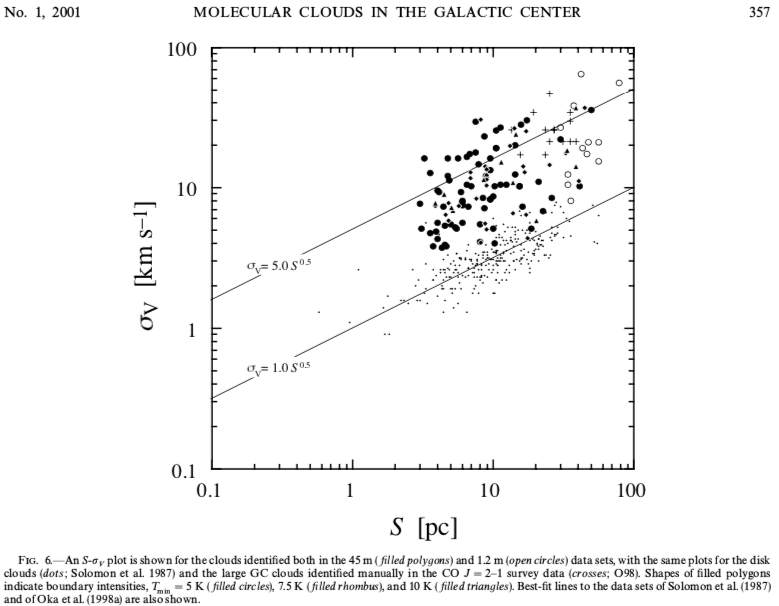 No. 1, 2001 MOLECULAR CLOUDS IN THE GALACTIC CENTER 357
100
10
1
0.1
σV [km s−1]
σV= 5.0 S0.5
σV= 1.0 S0.5
0.1 1 10 100
S [pc]
FIG. 6.—An S-σV plot is shown for the clouds identified both in the 45 m (filled polygons) and 1.2 m (open circles) data sets, with the same plots for the disk
clouds (dots; Solomon et al. 1987) and the large GC clouds identified manually in the CO J = 2–1 survey data (crosses; O98). Shapes of filled polygons
indicate boundary intensities, Tmin = 5 K (filled circles), 7.5 K (filled rhombus), and 10 K (filled triangles). Best-fit lines to the data sets of Solomon et al. (1987)
and of Oka et al. (1998a) are also shown.